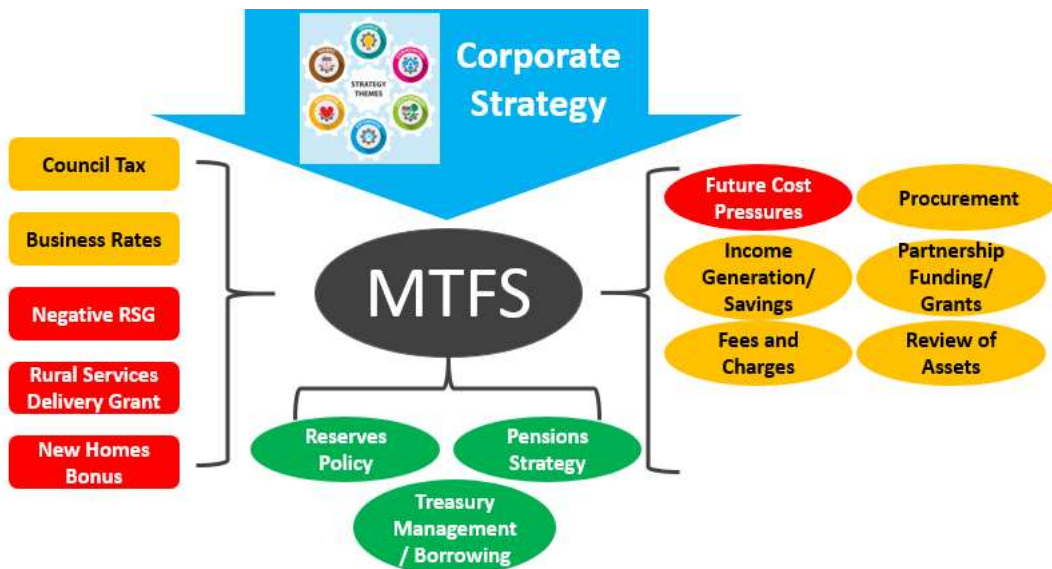 Corporate
Strategy
STRATEGY
THEMES
Council Tax
Business Rates
Negative RSG
Rural Services
Delivery Grant
New Homes
Bonus
MTFS
Reserves
Policy
Pensions
Strategy
Treasury
Management
/ Borrowing
Future Cost
Pressures
Procurement
Income
Generation/
Savings
Partnership
Funding/
Grants
Fees and
Charges
Review of
Assets